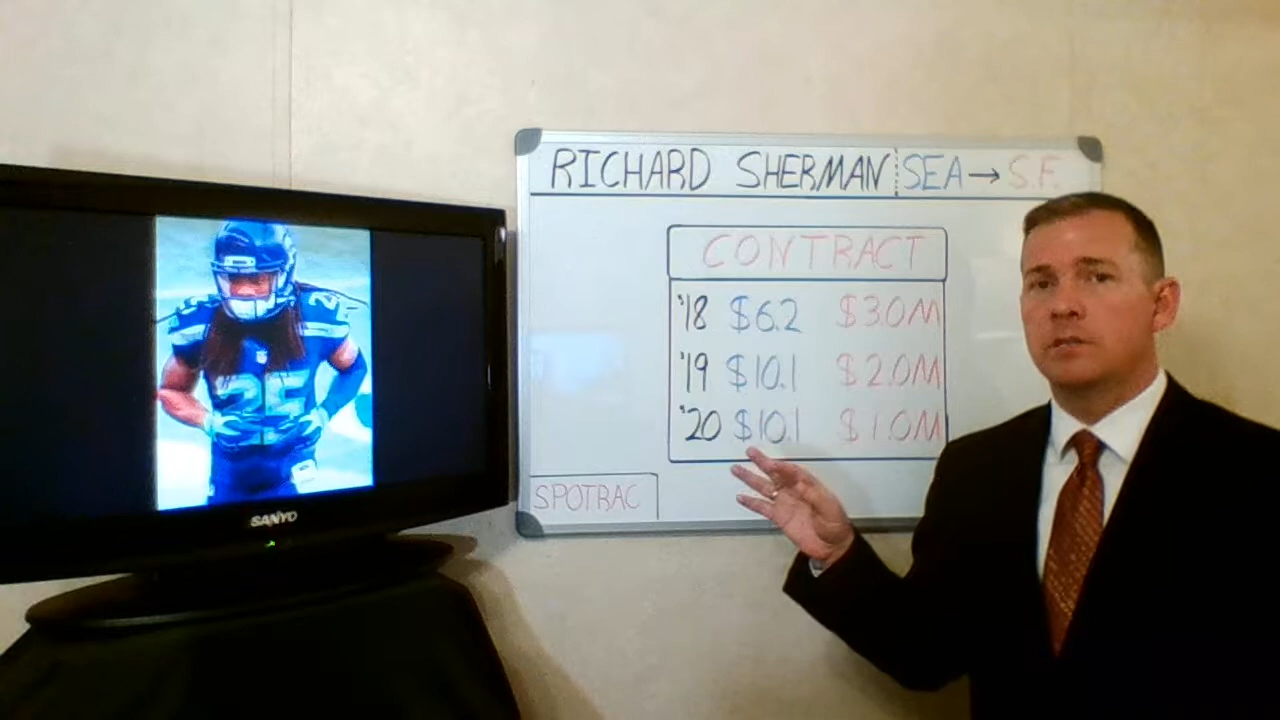 RICHARD SHERMAN SEA → S.F.
CONTRACT
'18 $6.2 $3.0M
'19 $10.1 $2.0M
'20 $10.1 $1.0M
SPOTRAC
25
25
SANYO